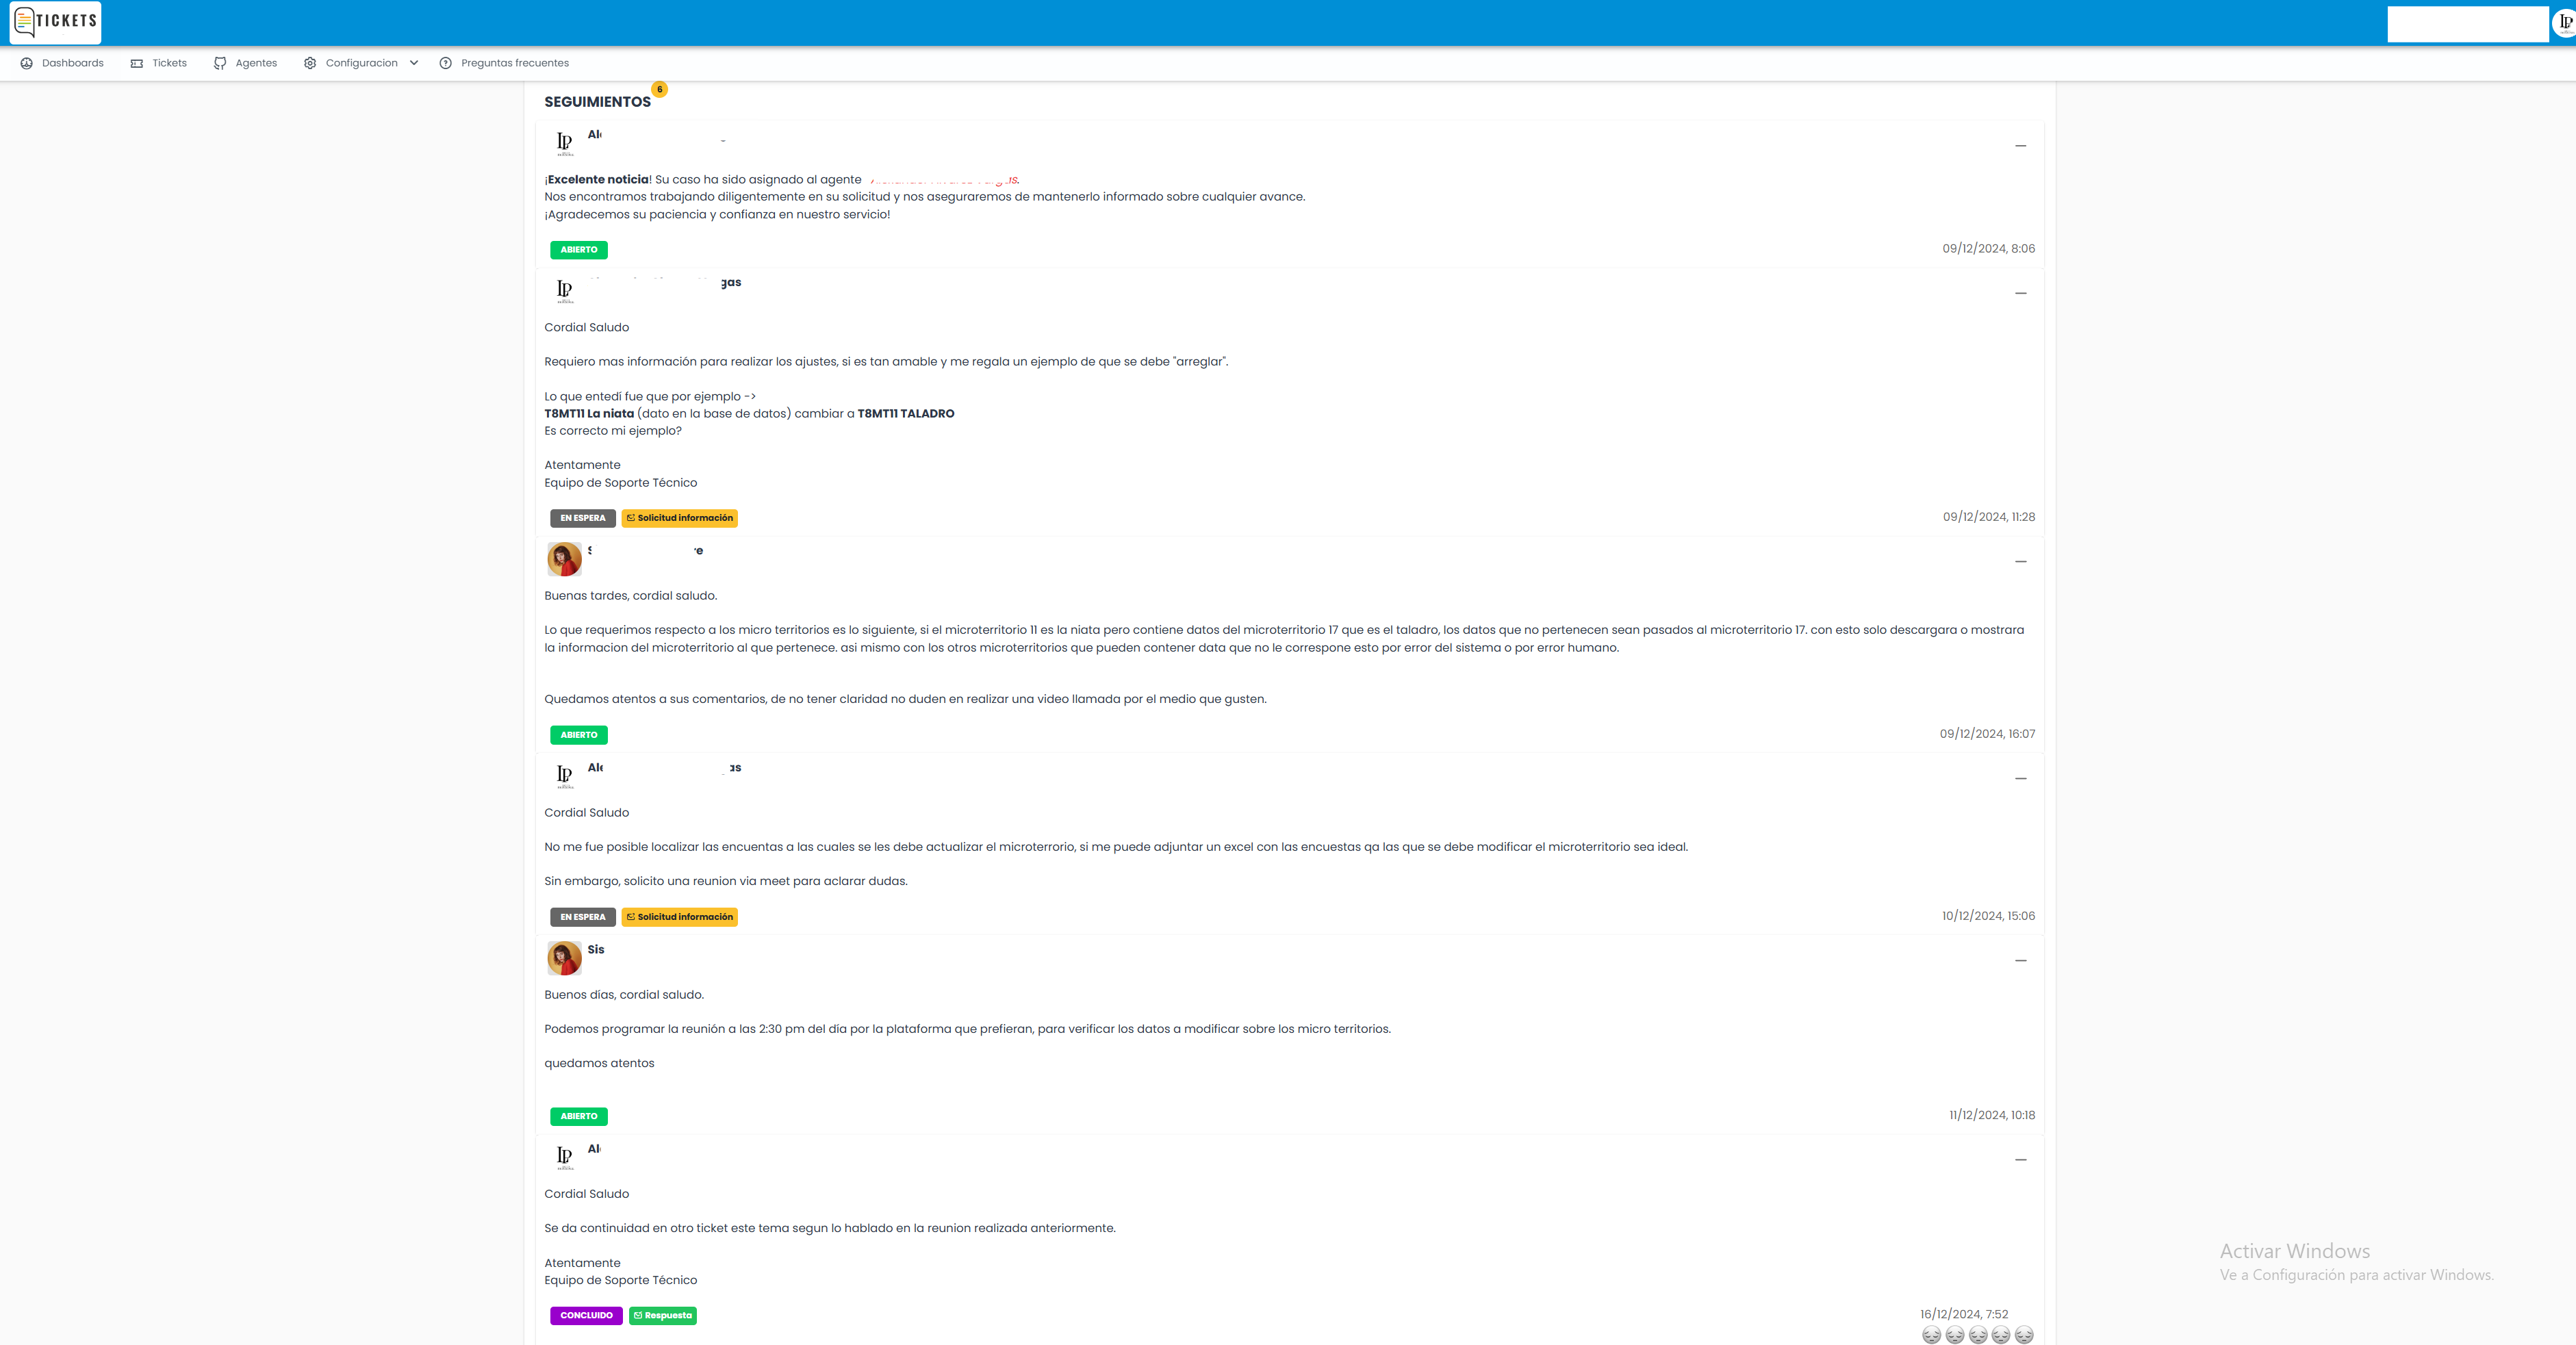 TICKETS
Dashboards
Tickets
Agentes
Configuracion
Preguntas frecuentes
SEGUIMIENTOS
6
¡Excelente noticia! Su caso ha sido asignado al agente
Nos encontramos trabajando diligentemente en su solicitud y nos aseguraremos de mantenerlo informado sobre cualquier avance.
¡Agradecemos su paciencia y confianza en nuestro servicio!
ABIERTO
09/12/2024, 8:06
gas
Cordial Saludo
Requiero mas información para realizar los ajustes, si es tan amable y me regala un ejemplo de que se debe "arreglar".
Lo que entedí fue que por ejemplo ->
T8MT11 La niata (dato en la base de datos) cambiar a T8MT11 TALADRO
Es correcto mi ejemplo?
Atentamente
Equipo de Soporte Técnico
EN ESPERA
Solicitud información
09/12/2024, 11:28
Buenas tardes, cordial saludo.
Lo que requerimos respecto a los micro territorios es lo siguiente, si el microterritorio 11 es la niata pero contiene datos del microterritorio 17 que es el taladro, los datos que no pertenecen sean pasados al microterritorio 17. con esto solo descargara o mostrara
la informacion del microterritorio al que pertenece. asi mismo con los otros microterritorios que pueden contener data que no le correspone esto por error del sistema o por error humano.
Quedamos atentos a sus comentarios, de no tener claridad no duden en realizar una video llamada por el medio que gusten.
ABIERTO
09/12/2024, 16:07
Cordial Saludo
No me fue posible localizar las encuentas a las cuales se les debe actualizar el microterrorio, si me puede adjuntar un excel con las encuestas qa las que se debe modificar el microterritorio sea ideal.
Sin embargo, solicito una reunion via meet para aclarar dudas.
EN ESPERA
Solicitud información
10/12/2024, 15:06
Sis
Buenos días, cordial saludo.
Podemos programar la reunión a las 2:30 pm del día por la plataforma que prefieran, para verificar los datos a modificar sobre los micro territorios.
quedamos atentos
ABIERTO
11/12/2024, 10:18
Cordial Saludo
Se da continuidad en otro ticket este tema segun lo hablado en la reunion realizada anteriormente.
Atentamente
Equipo de Soporte Técnico
CONCLUIDO
Respuesta
16/12/2024, 7:52
Activar Windows
Ve a Configuración para activar Windows.